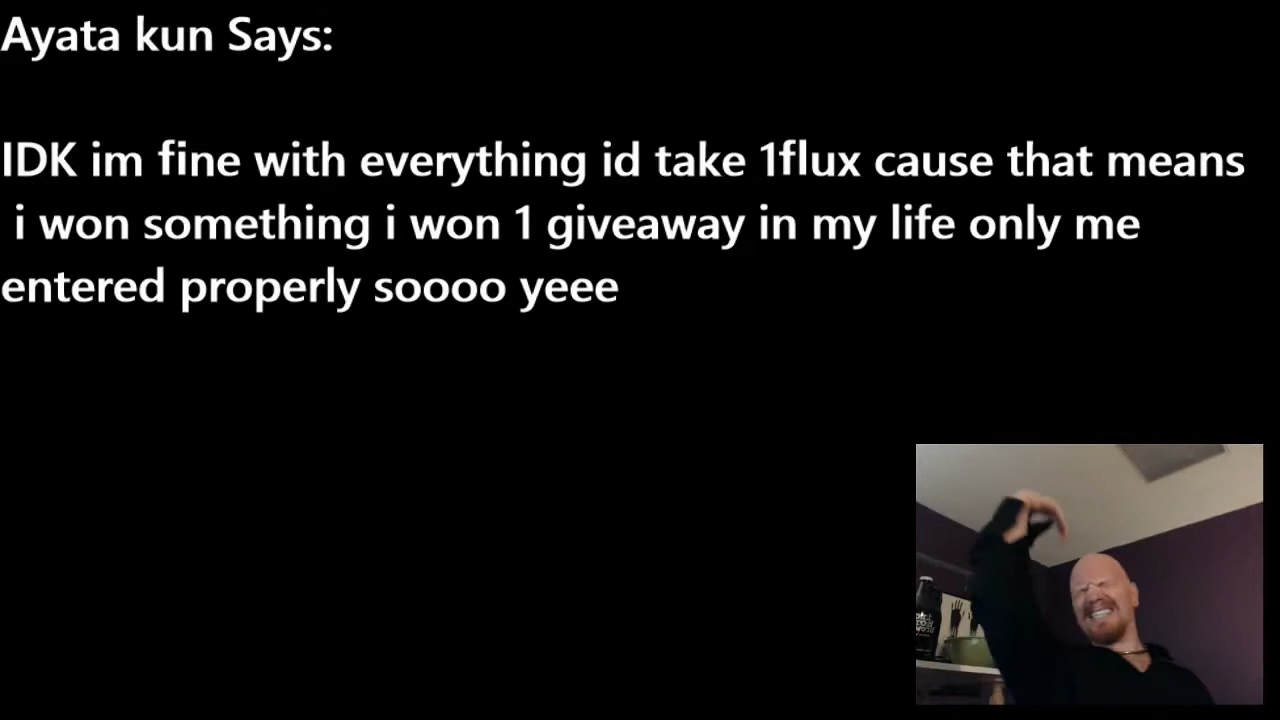 Ayata kun Says:
IDK im fine with everything id take 1flux cause that means
i won something i won 1 giveaway in my life only me
entered properly soooo yeee